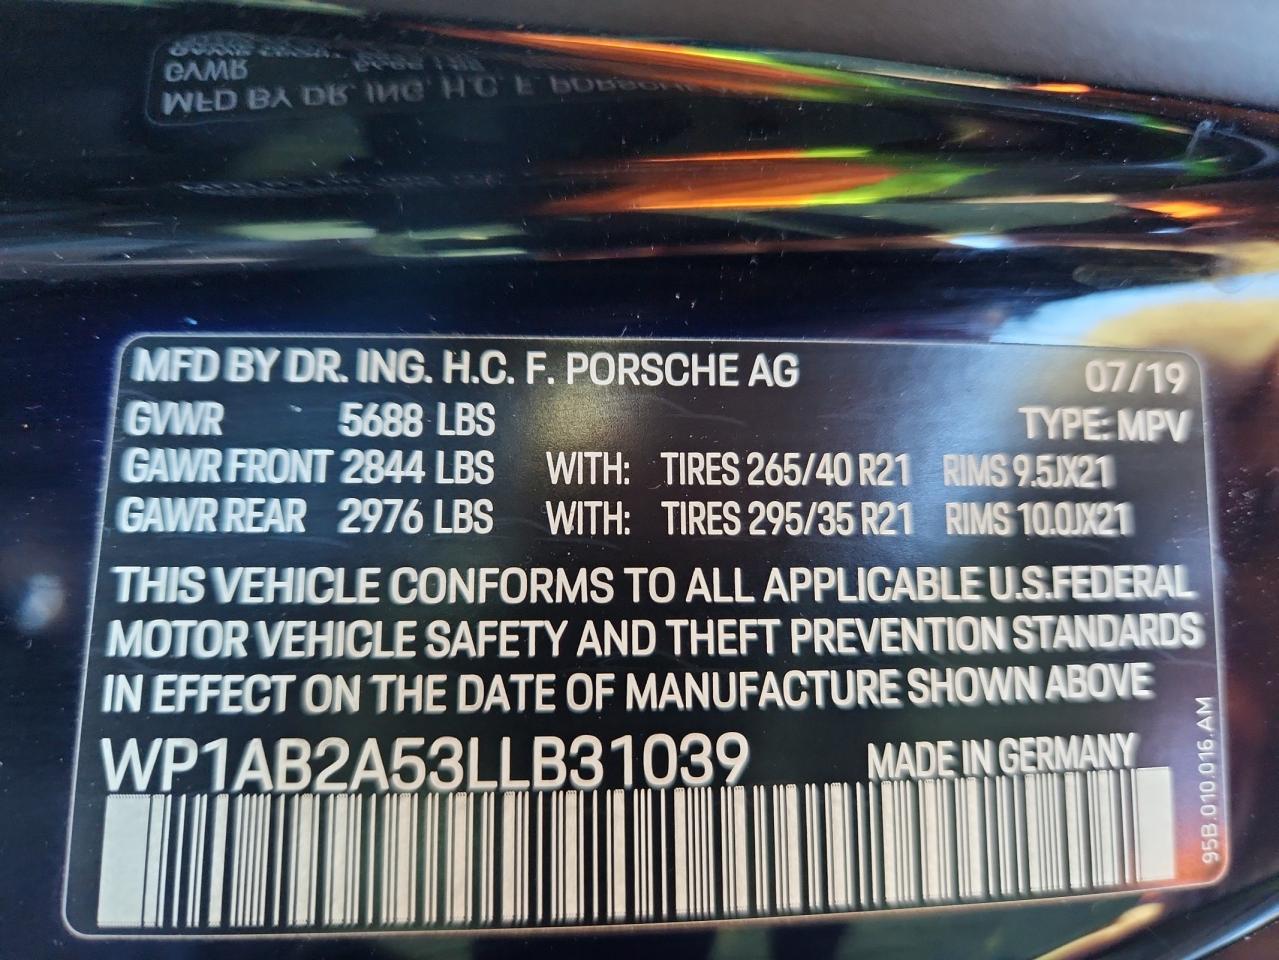 MFD BY DR. ING. H.C. F. PORSCHE AG 07/19
GVWR 5688 LBS TYPE: MPV
GAWR FRONT 2844 LBS WITH: TIRES 265/40 R21 RIMS 9.5JX21
GAWR REAR 2976 LBS WITH: TIRES 295/35 R21 RIMS 10.0JX21
THIS VEHICLE CONFORMS TO ALL APPLICABLE U.S.FEDERAL
MOTOR VEHICLE SAFETY AND THEFT PREVENTION STANDARDS
IN EFFECT ON THE DATE OF MANUFACTURE SHOWN ABOVE
WP1AB2A53LLB31039 MADE IN GERMANY
95B.010.016.AM